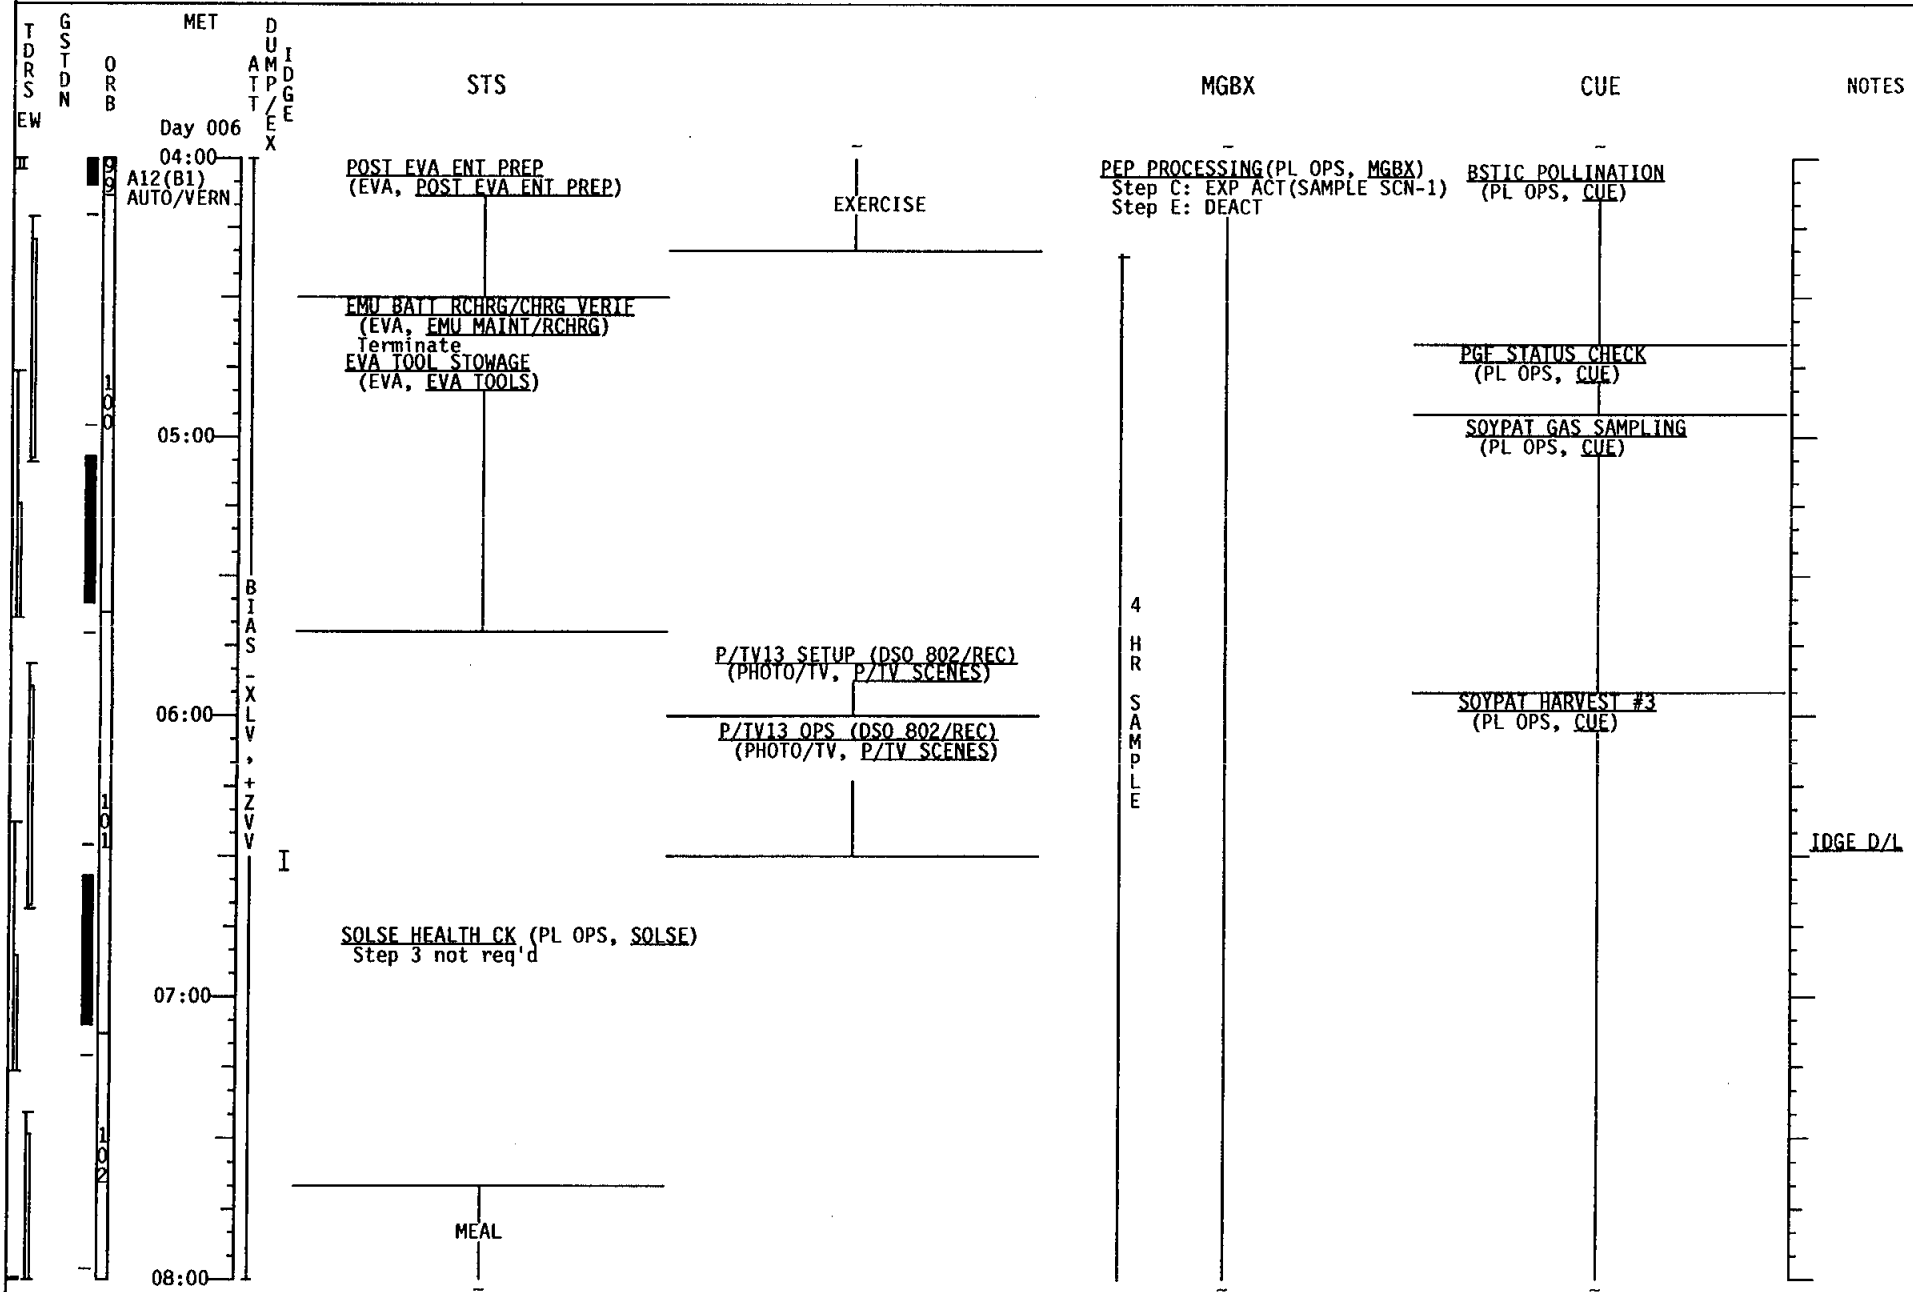 TDRS
EW
GSTDN
ORB
MET
ATT
DUMP/EX
IDGE
STS
MGBX
CUE
NOTES
Day 006
04:00
99
A12(B1)
AUTO/VERN
POST EVA ENT PREP
(EVA, POST EVA ENT PREP)
EXERCISE
PEP PROCESSING(PL OPS, MGBX)
Step C: EXP ACT(SAMPLE SCN-1)
Step E: DEACT
BSTIC POLLINATION
(PL OPS, CUE)
EMU BATT RCHRG/CHRG VERIF
(EVA, EMU MAINT/RCHRG)
Terminate
EVA TOOL STOWAGE
(EVA, EVA TOOLS)
PGF STATUS CHECK
(PL OPS, CUE)
100
05:00
SOYPAT GAS SAMPLING
(PL OPS, CUE)
BIAS -XLV, +ZVV
4 HR SAMPLE
P/TV13 SETUP (DSO 802/REC)
(PHOTO/TV, P/TV SCENES)
06:00
P/TV13 OPS (DSO 802/REC)
(PHOTO/TV, P/TV SCENES)
SOYPAT HARVEST #3
(PL OPS, CUE)
101
I
IDGE D/L
SOLSE HEALTH CK (PL OPS, SOLSE)
Step 3 not req'd
07:00
102
MEAL
08:00